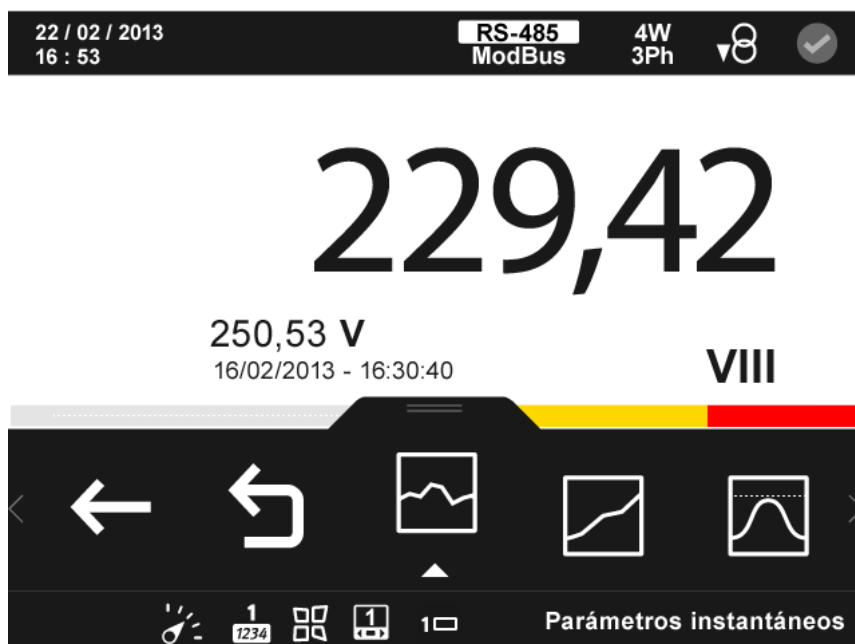 22 / 02 / 2013
16 : 53
RS-485
ModBus
4W
3Ph
229,42
250,53 V
16/02/2013 - 16:30:40
VIII
1
1234
1
1
Parámetros instantáneos